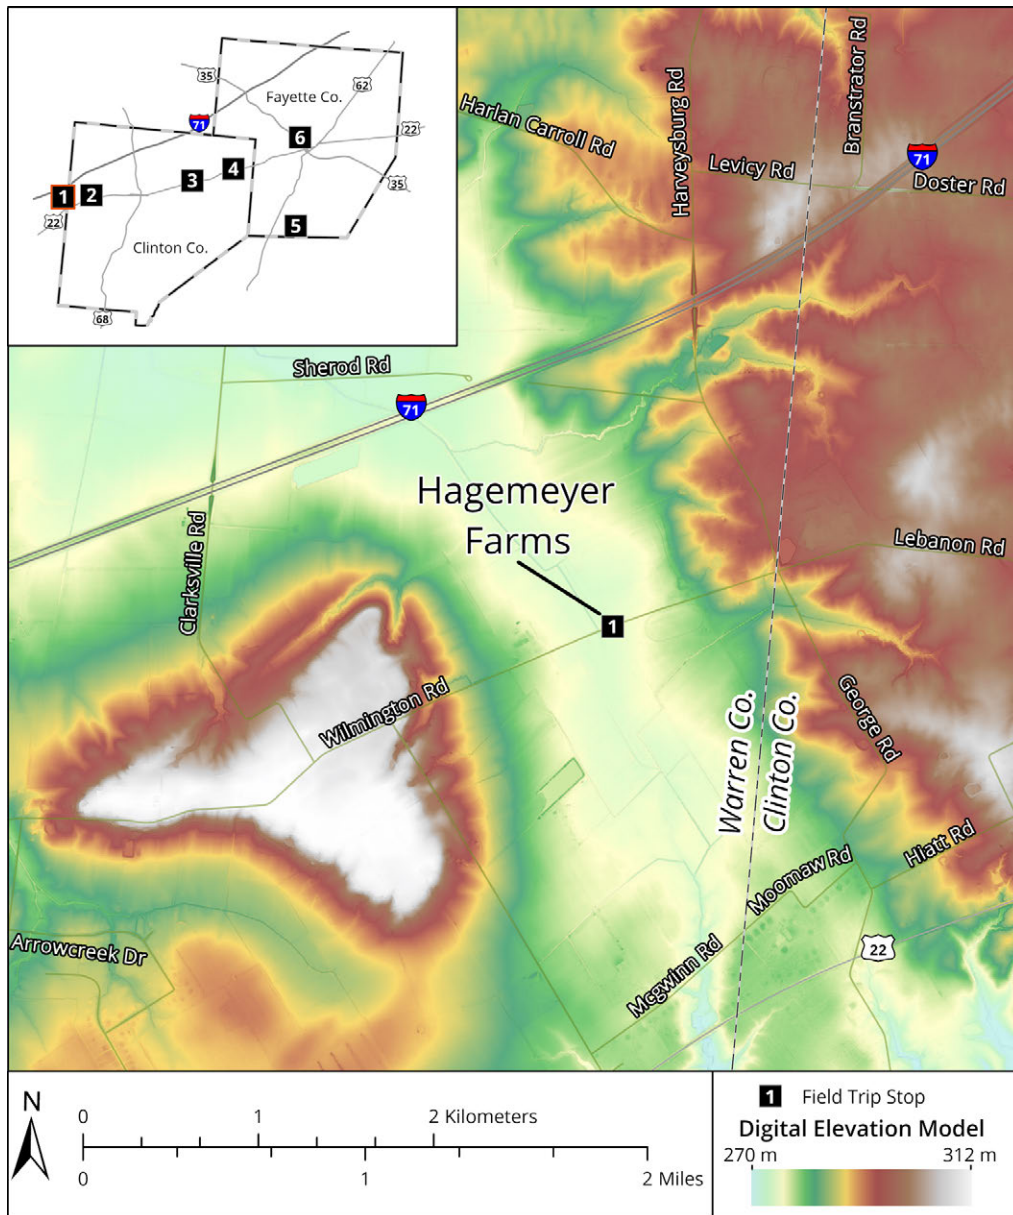 35
62
Fayette Co.
71
22
6
4
3
1
2
35
22
5
Clinton Co.
68
Harlan Carroll Rd
Harveysburg Rd
Branstrator Rd
Levicy Rd
71
Doster Rd
Sherod Rd
71
Hagemeyer
Farms
Clarksville Rd
Lebanon Rd
1
Wilmington Rd
George Rd
Warren Co.
Clinton Co.
Hiatt Rd
Moomaw Rd
Arrowcreek Dr
22
Mcgwinn Rd
N
0
1
2 Kilometers
0
1
2 Miles
1 Field Trip Stop
Digital Elevation Model
270 m
312 m